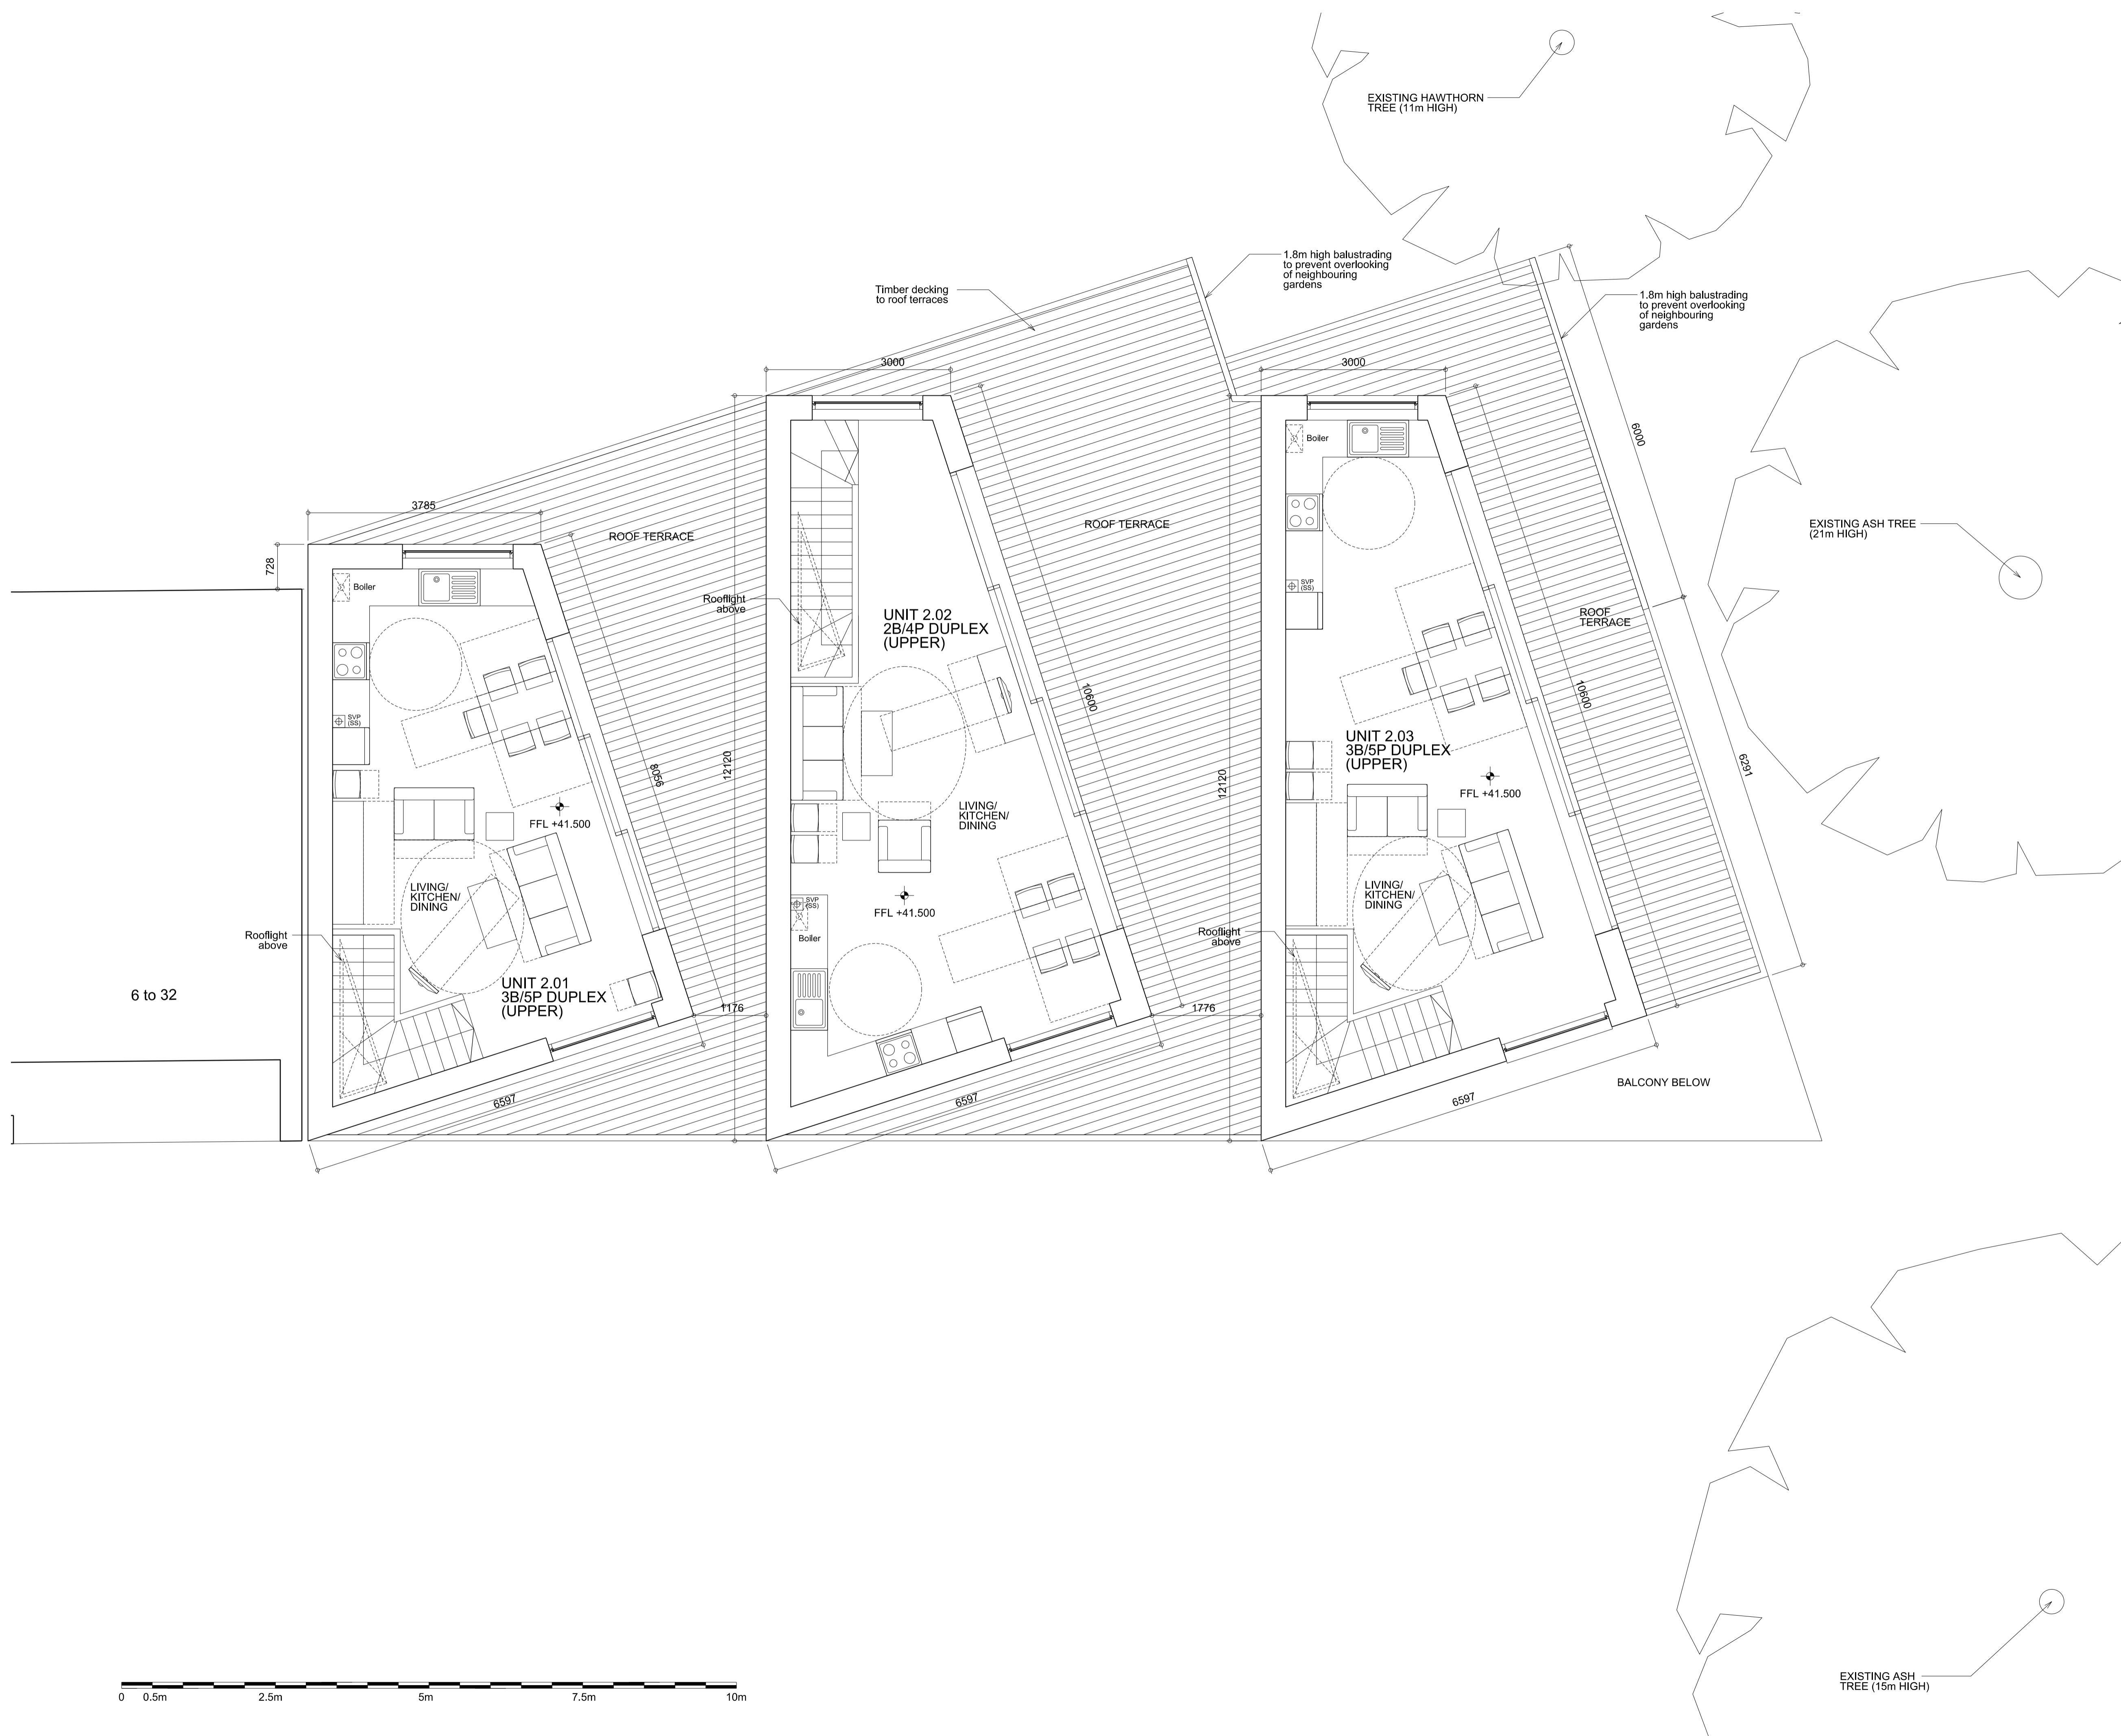 EXISTING HAWTHORN
TREE (11m HIGH)
1.8m high balustrading
to prevent overlooking
of neighbouring
gardens
Timber decking
to roof terraces
1.8m high balustrading
to prevent overlooking
of neighbouring
gardens
3000
3000
6000
3785
ROOF TERRACE
ROOF TERRACE
EXISTING ASH TREE
(21m HIGH)
728
Boiler
Boiler
SVP
(SS)
Rooflight
above
UNIT 2.02
2B/4P DUPLEX
(UPPER)
ROOF
TERRACE
SVP
(SS)
10600
10600
8056
12120
12120
UNIT 2.03
3B/5P DUPLEX
(UPPER)
6291
FFL +41.500
FFL +41.500
LIVING/
KITCHEN/
DINING
LIVING/
KITCHEN/
DINING
LIVING/
KITCHEN/
DINING
SVP
(SS)
FFL +41.500
Boiler
Rooflight
above
Rooflight
above
6 to 32
UNIT 2.01
3B/5P DUPLEX
(UPPER)
1176
1776
BALCONY BELOW
6597
6597
6597
EXISTING ASH
TREE (15m HIGH)
0 0.5m 2.5m 5m 7.5m 10m